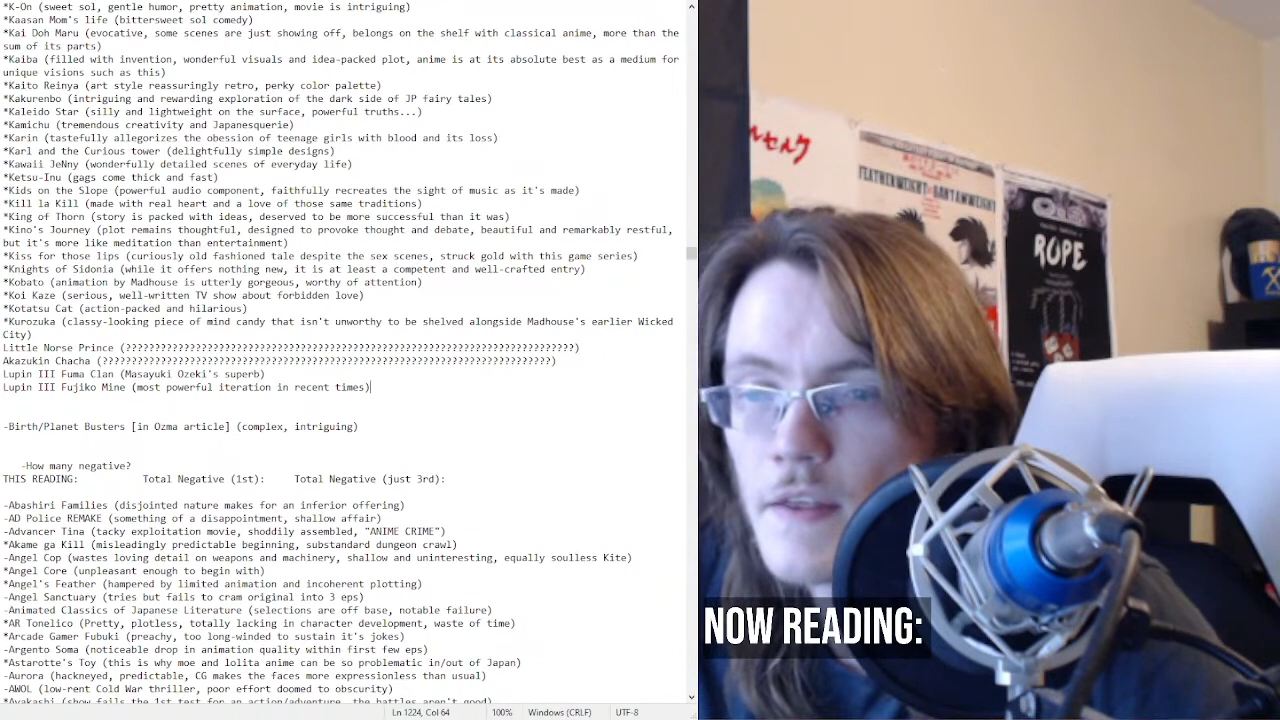 *K-On (sweet sol, gentle humor, pretty animation, movie is intriguing)
*Kaasan Mom's life (bittersweet sol comedy)
*Kai Doh Maru (evocative, some scenes are just showing off, belongs on the shelf with classical anime, more than the
sum of its parts)
*Kaiba (filled with invention, wonderful visuals and idea-packed plot, anime is at its absolute best as a medium for
unique visions such as this)
*Kaito Reinya (art style reassuringly retro, perky color palette)
*Kakurenbo (intriguing and rewarding exploration of the dark side of JP fairy tales)
*Kaleido Star (silly and lightweight on the surface, powerful truths...)
*Kamichu (tremendous creativity and Japanesquerie)
*Karin (tastefully allegorizes the obession of teenage girls with blood and its loss)
*Karl and the Curious tower (delightfully simple designs)
*Kawaii JeNny (wonderfully detailed scenes of everyday life)
*Ketsu-Inu (gags come thick and fast)
*Kids on the Slope (powerful audio component, faithfully recreates the sight of music as it's made)
*Kill la Kill (made with real heart and a love of those same traditions)
*King of Thorn (story is packed with ideas, deserved to be more successful than it was)
*Kino's Journey (plot remains thoughtful, designed to provoke thought and debate, beautiful and remarkably restful,
but it's more like meditation than entertainment)
*Kiss for those lips (curiously old fashioned tale despite the sex scenes, struck gold with this game series)
*Knights of Sidonia (while it offers nothing new, it is at least a competent and well-crafted entry)
*Kobato (animation by Madhouse is utterly gorgeous, worthy of attention)
*Koi Kaze (serious, well-written TV show about forbidden love)
*Kotatsu Cat (action-packed and hilarious)
*Kurozuka (classy-looking piece of mind candy that isn't unworthy to be shelved alongside Madhouse's earlier Wicked
City)
Little Norse Prince (?????????????????????????????????????????????????????????????????????????????)
Akazukin Chacha (?????????????????????????????????????????????????????????????????????????????)
Lupin III Fuma Clan (Masayuki Ozeki's superb)
Lupin III Fujiko Mine (most powerful iteration in recent times)
-Birth/Planet Busters [in Ozma article] (complex, intriguing)
-How many negative?
THIS READING: Total Negative (1st): Total Negative (just 3rd):
-Abashiri Families (disjointed nature makes for an inferior offering)
-AD Police REMAKE (something of a disappointment, shallow affair)
-Advancer Tina (tacky exploitation movie, shoddily assembled, "ANIME CRIME")
*Akame ga Kill (misleadingly predictable beginning, substandard dungeon crawl)
-Angel Cop (wastes loving detail on weapons and machinery, shallow and uninteresting, equally soulless Kite)
*Angel Core (unpleasant enough to begin with)
*Angel's Feather (hampered by limited animation and incoherent plotting)
-Angel Sanctuary (tries but fails to cram original into 3 eps)
-Animated Classics of Japanese Literature (selections are off base, notable failure)
*AR Tonelico (Pretty, plotless, totally lacking in character development, waste of time)
*Arcade Gamer Fubuki (preachy, too long-winded to sustain it's jokes)
-Argento Soma (noticeable drop in animation quality within first few eps)
*Astarotte's Toy (this is why moe and lolita anime can be so problematic in/out of Japan)
-Aurora (hackneyed, predictable, CG makes the faces more expressionless than usual)
-AWOL (low-rent Cold War thriller, poor effort doomed to obscurity)
*Ayakashi (show fails the 1st test for an action/adventure, the battles aren't good)
Ln 1224, Col 64 100% Windows (CRLF) UTF-8
ルセルク
FEATHERWEIGHT BANTAMWEIGHT
ROPE
NOW READING: